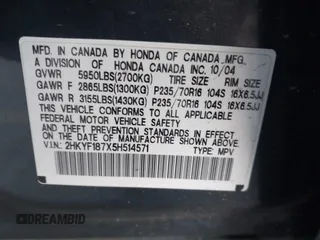 MFD. IN CANADA BY HONDA OF CANADA .MFG.
A DIVISION OF HONDA CANADA INC. 10/04
GVWR 5950LBS(2700KG) TIRE SIZE RIM SIZE
GAWR F 2865LBS(1300KG) P235/70R16 104S 16X6.5JJ
GAWR R 3155LBS(1430KG) P235/70R16 104S 16X6.5JJ
THIS VEHICLE CONFORMS TO ALL APPLICABLE
FEDERAL MOTOR VEHICLE SAFETY STANDARDS
IN EFFECT ON THE DATE OF MANUFACTURE
SHOWN ABOVE.
V.I.N.: 2HKYF187X5H514571 TYPE: MPV
DREAMBID
AutoBidMaster.com